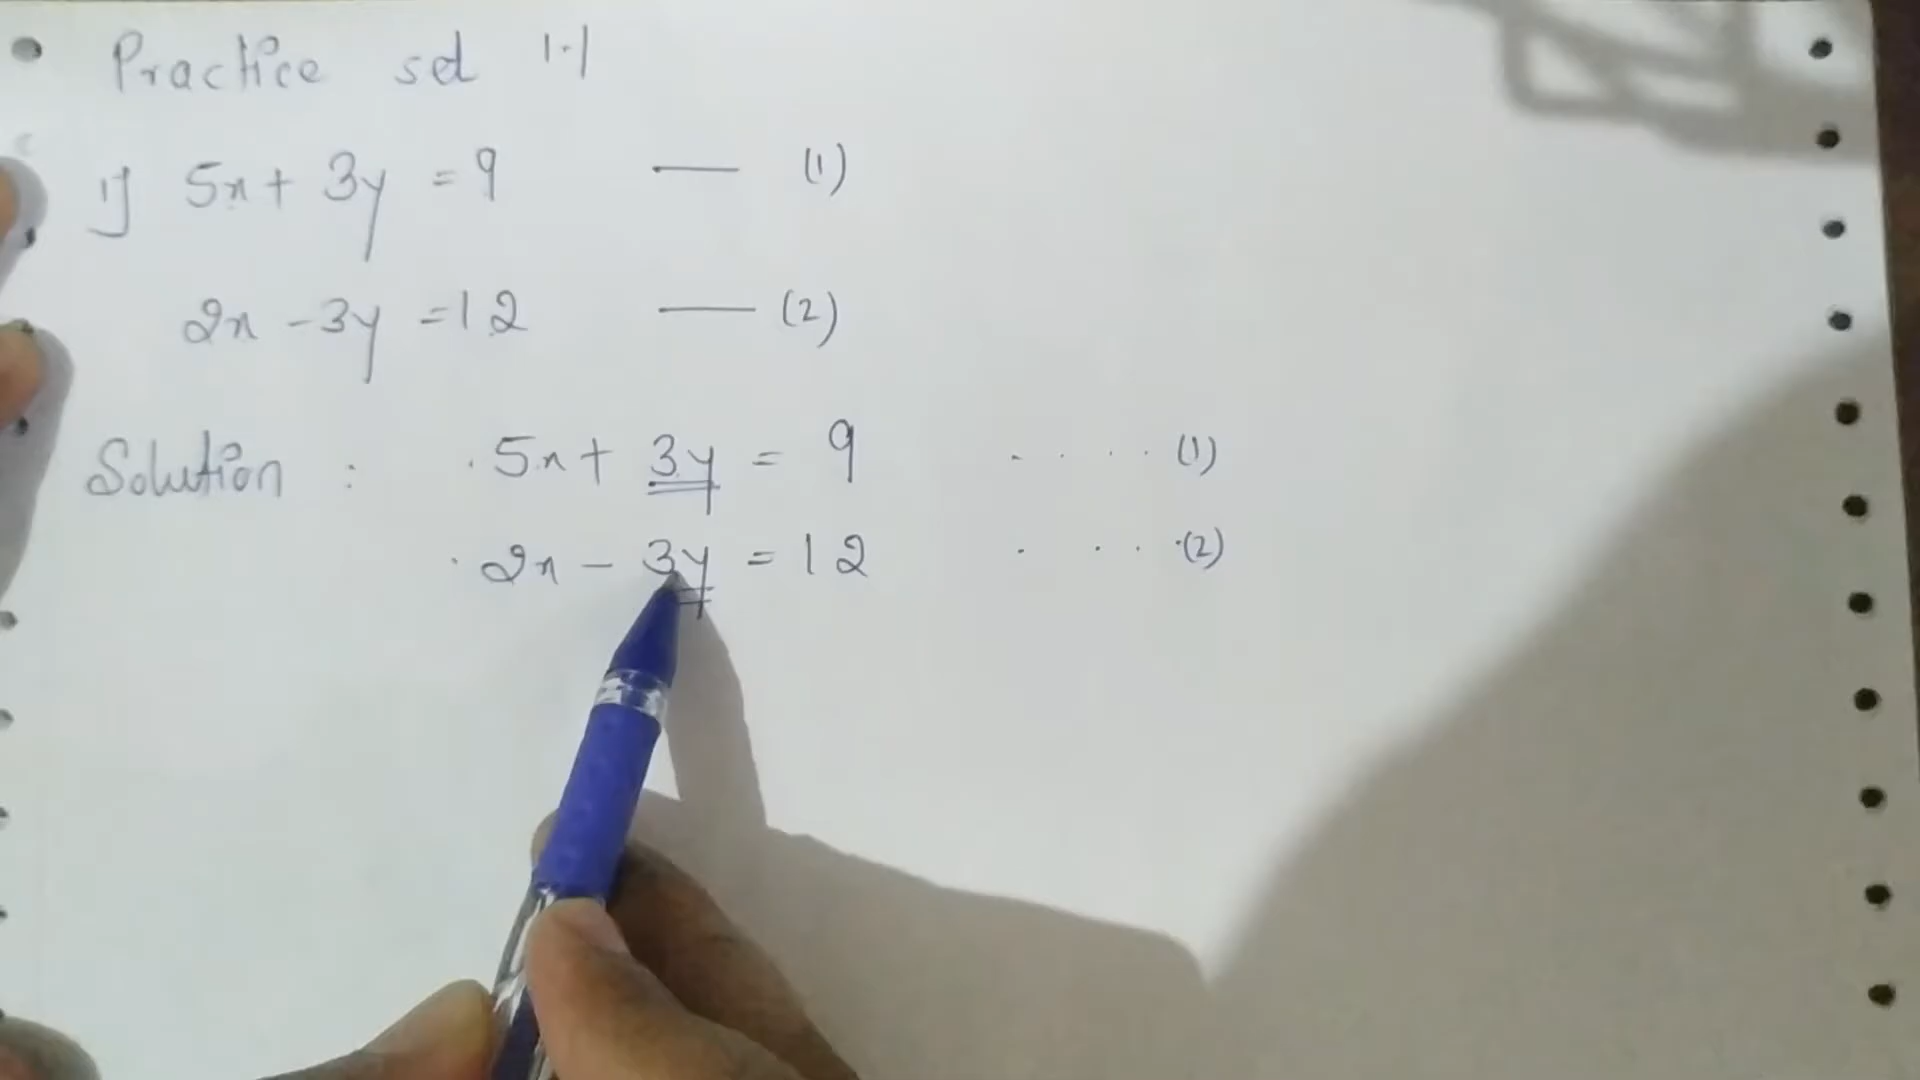 Practice set 1.1
1] 5x + 3y = 9 — (1)
2x - 3y = 12 — (2)
Solution : 5x + 3y = 9 .... (1)
2x - 3y = 12 .... (2)